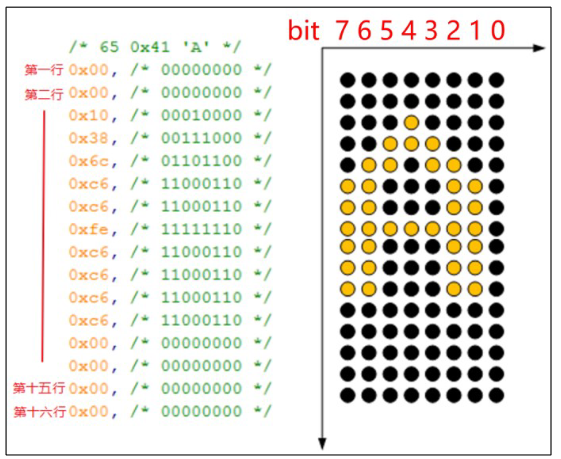 bit 7 6 5 4 3 2 1 0
/* 65 0x41 'A' */
第一行 0x00, /* 00000000 */
第二行 0x00, /* 00000000 */
0x10, /* 00010000 */
0x38, /* 00111000 */
0x6c, /* 01101100 */
0xc6, /* 11000110 */
0xc6, /* 11000110 */
0xfe, /* 11111110 */
0xc6, /* 11000110 */
0xc6, /* 11000110 */
0xc6, /* 11000110 */
0xc6, /* 11000110 */
0x00, /* 00000000 */
0x00, /* 00000000 */
第十五行 0x00, /* 00000000 */
第十六行 0x00, /* 00000000 */